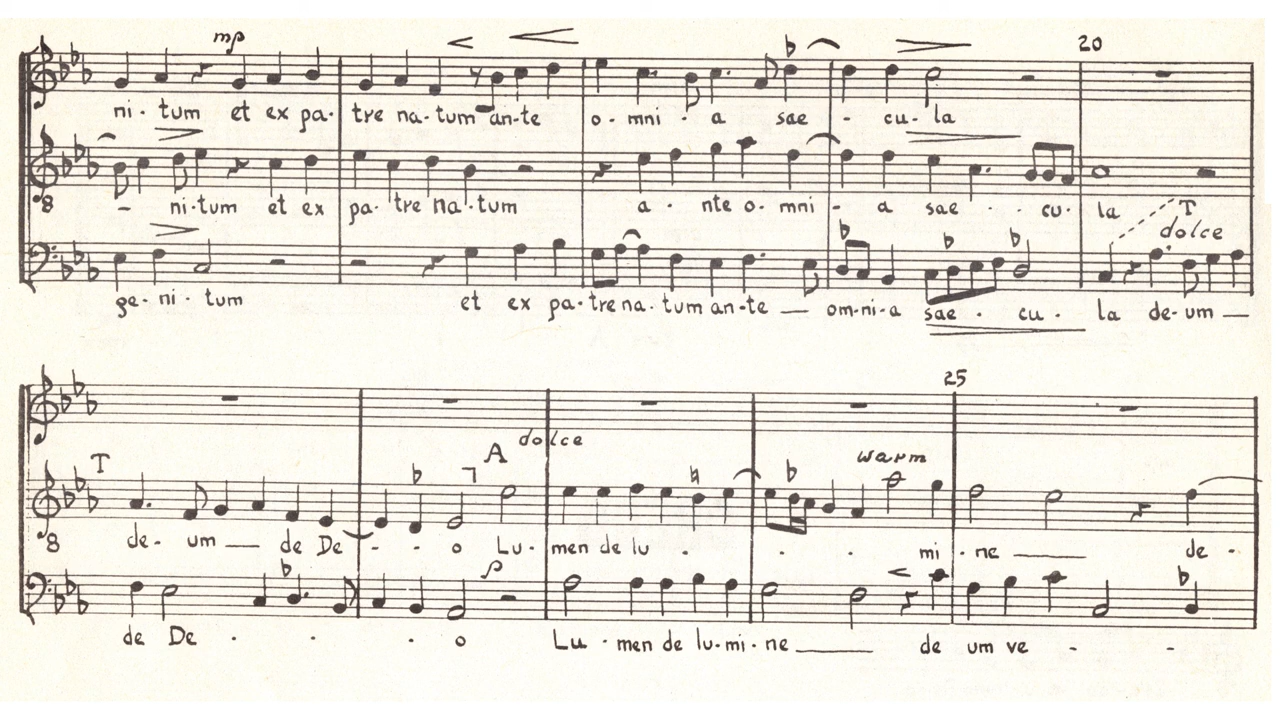 mp 20
ni - tum et ex pa - tre na - tum an - te o - mni - a sae - cu - la
- ni - tum et ex pa - tre na - tum a - nte o - mni - a sae - - cu - la T
8
dolce
ge - ni - tum et ex pa - tre na - tum an - te — om - ni - a sae - cu - la de - um —
25
dolce
T A warm
8 de - um — de De - - o Lu - men de lu - - - mi - ne — de -
p
de De - - - o Lu - men de lu - mi - ne — de um ve - -